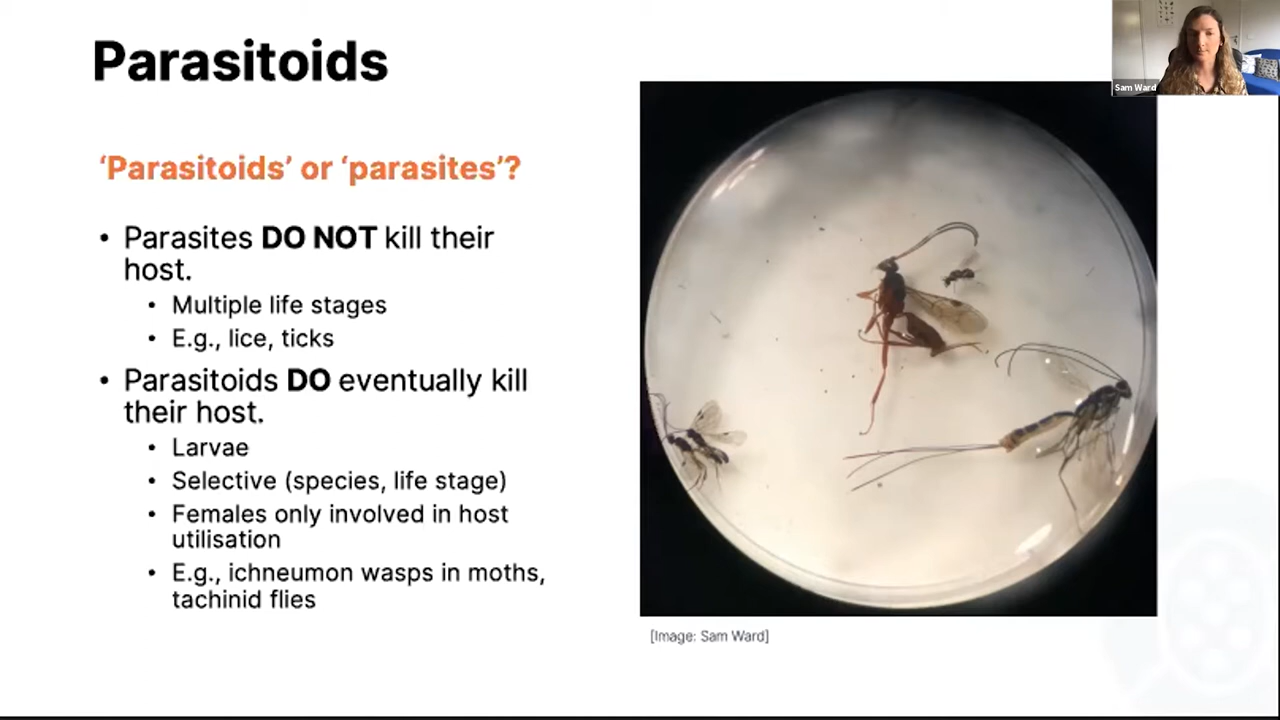 Parasitoids
Sam Ward
‘Parasitoids’ or ‘parasites’?
• Parasites DO NOT kill their
host.
• Multiple life stages
• E.g., lice, ticks
• Parasitoids DO eventually kill
their host.
• Larvae
• Selective (species, life stage)
• Females only involved in host
utilisation
• E.g., ichneumon wasps in moths,
tachinid flies
[Image: Sam Ward]